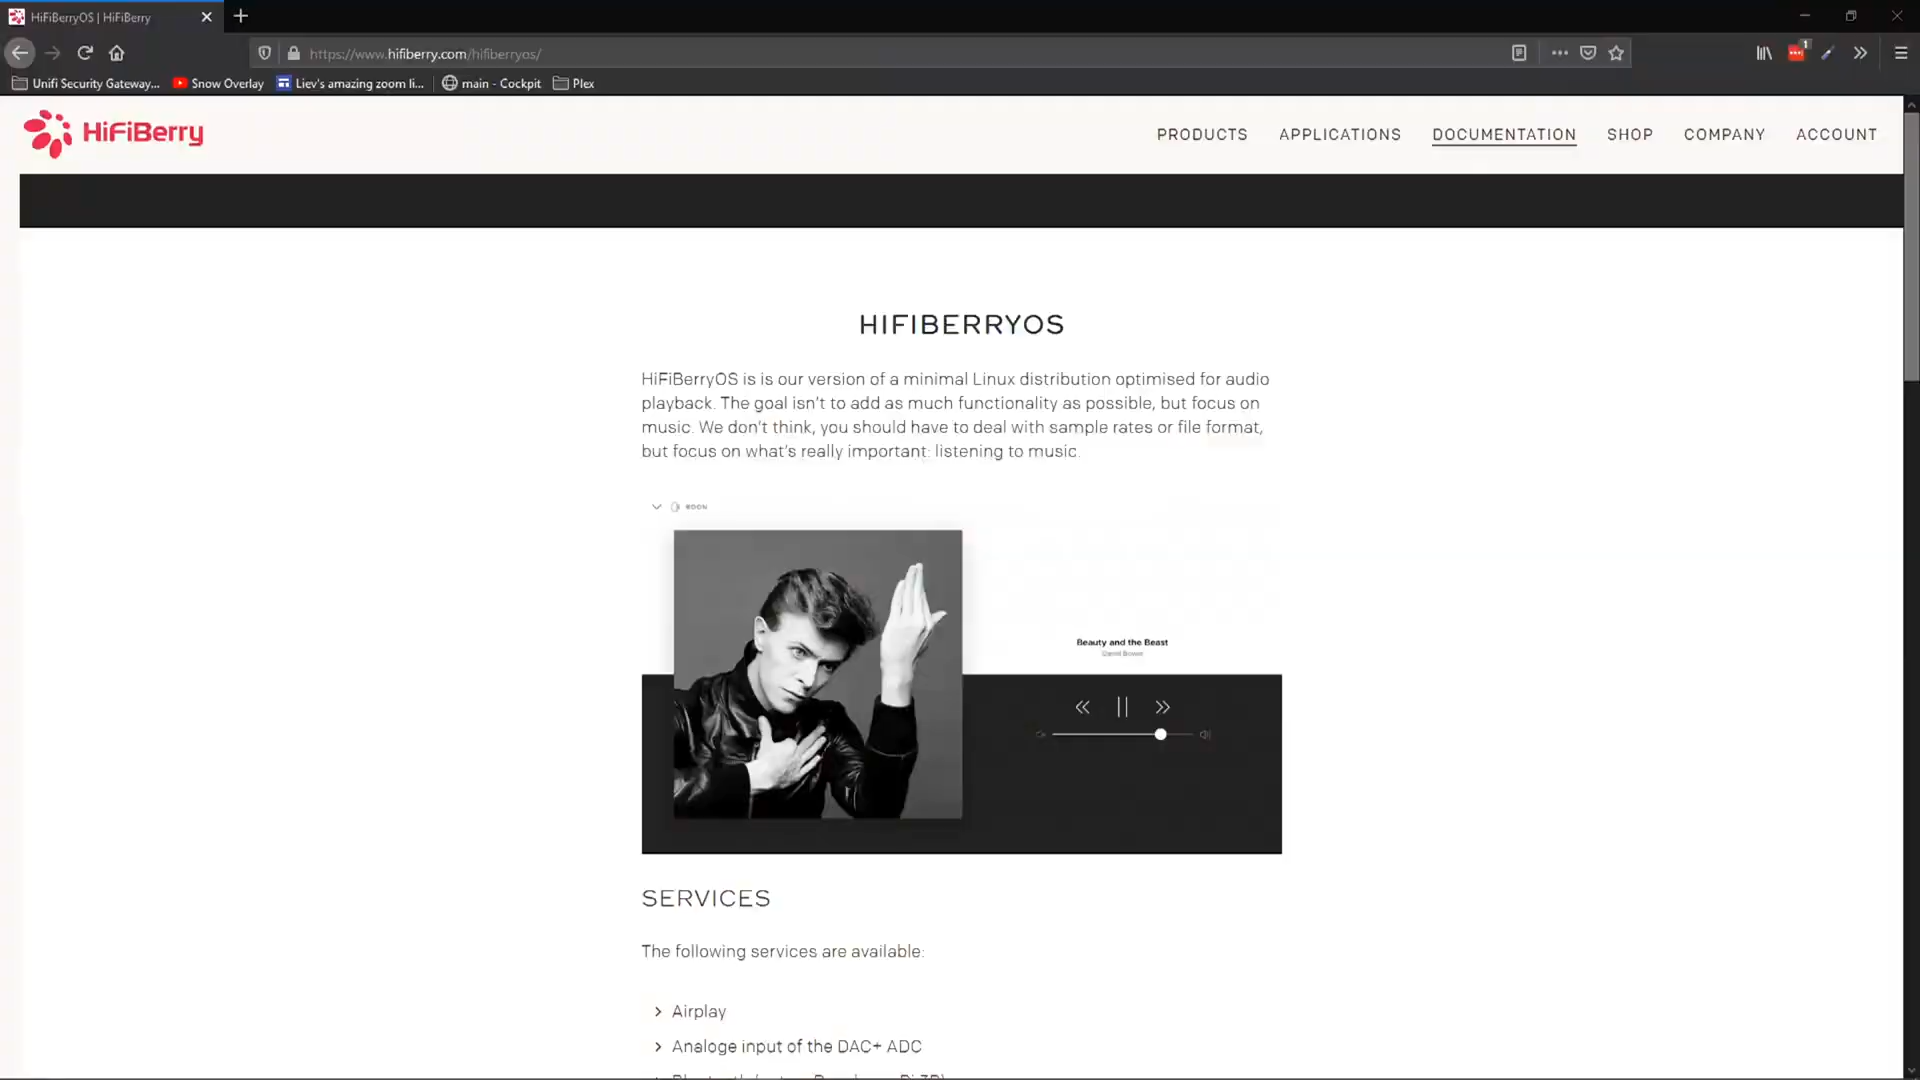 HiFiBerryOS | HiFiBerry
https://www.hifiberry.com/hifiberryos/
1
Unifi Security Gateway... Snow Overlay Liev's amazing zoom li... main - Cockpit Plex
HiFiBerry
PRODUCTS APPLICATIONS DOCUMENTATION SHOP COMPANY ACCOUNT
HIFIBERRYOS
HiFiBerryOS is is our version of a minimal Linux distribution optimised for audio
playback. The goal isn't to add as much functionality as possible, but focus on
music. We don't think, you should have to deal with sample rates or file format,
but focus on what's really important: listening to music.
ROON
Beauty and the Beast
David Bowie
SERVICES
The following services are available:
Airplay
Analoge input of the DAC+ ADC